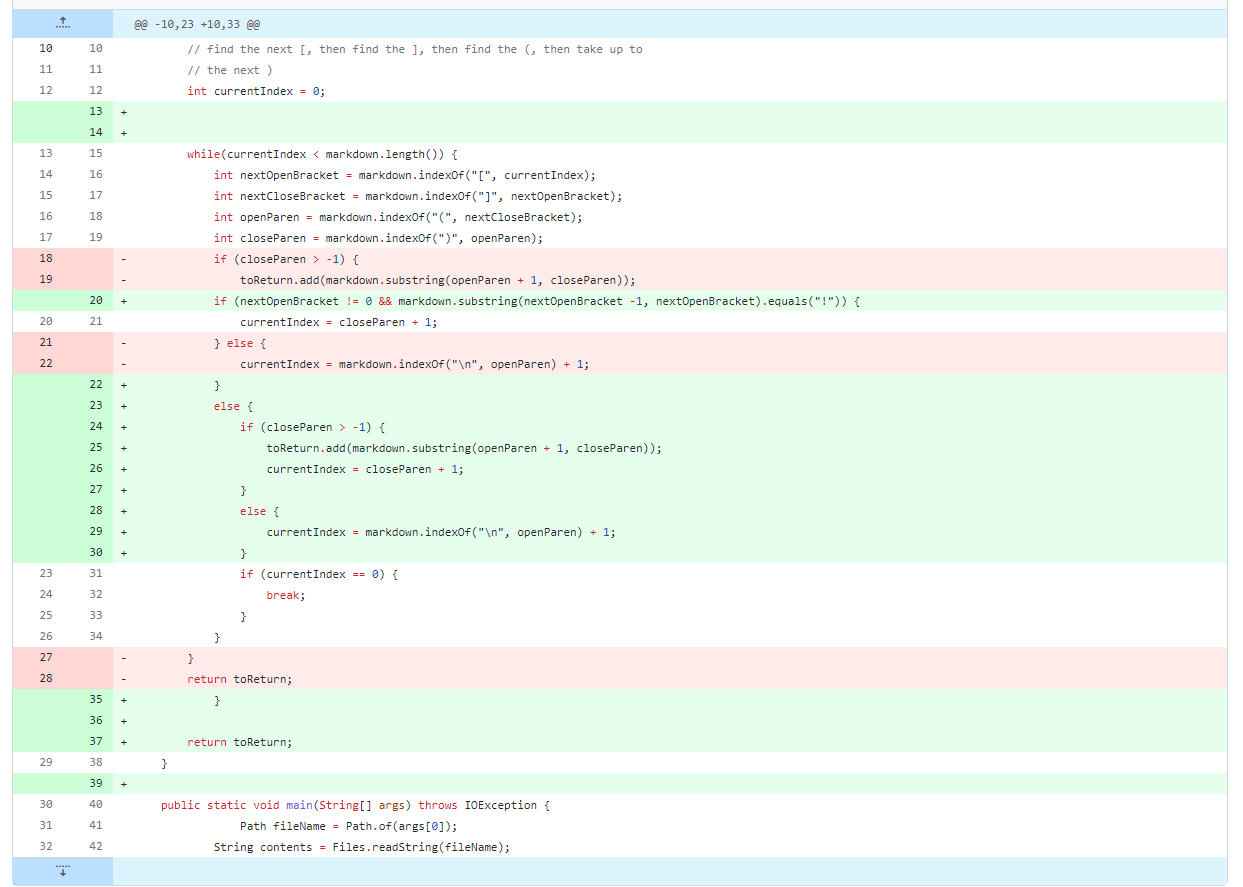 @@ -10,23 +10,33 @@
10 10 // find the next [, then find the ], then find the (, then take up to
11 11 // the next )
12 12 int currentIndex = 0;
13 +
14 +
13 15 while(currentIndex < markdown.length()) {
14 16 int nextOpenBracket = markdown.indexOf("[", currentIndex);
15 17 int nextCloseBracket = markdown.indexOf("]", nextOpenBracket);
16 18 int openParen = markdown.indexOf("(", nextCloseBracket);
17 19 int closeParen = markdown.indexOf(")", openParen);
18 - if (closeParen > -1) {
19 - toReturn.add(markdown.substring(openParen + 1, closeParen));
20 + if (nextOpenBracket != 0 && markdown.substring(nextOpenBracket -1, nextOpenBracket).equals("!")) {
20 21 currentIndex = closeParen + 1;
21 - } else {
22 - currentIndex = markdown.indexOf("\n", openParen) + 1;
22 + }
23 + else {
24 + if (closeParen > -1) {
25 + toReturn.add(markdown.substring(openParen + 1, closeParen));
26 + currentIndex = closeParen + 1;
27 + }
28 + else {
29 + currentIndex = markdown.indexOf("\n", openParen) + 1;
30 + }
23 31 if (currentIndex == 0) {
24 32 break;
25 33 }
26 34 }
27 - }
28 - return toReturn;
35 + }
36 +
37 + return toReturn;
29 38 }
39 +
30 40 public static void main(String[] args) throws IOException {
31 41 Path fileName = Path.of(args[0]);
32 42 String contents = Files.readString(fileName);